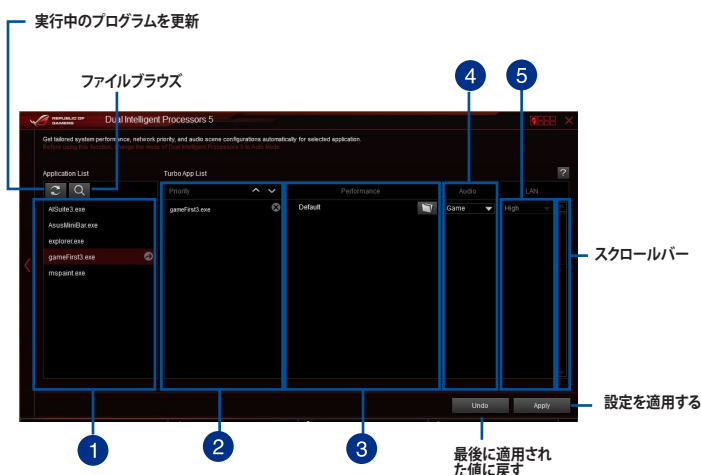 実行中のプログラムを更新
ファイルブラウズ
4
5
REPUBLIC OF
GAMERS
Dual Intelligent Processors 5
Get tailored system performance, network priority, and audio scene configurations automatically for selected application.
Before using this function, change the mode of Dual Intelligent Processors 5 to Auto Mode.
Application List
Turbo App List
?
Priority
Performance
Audio
LAN
AISuite3.exe
gameFirst3.exe
Default
Game
High
AsusMiniBar.exe
explorer.exe
gameFirst3.exe
mspaint.exe
スクロールバー
Undo
Apply
設定を適用する
1
2
3
最後に適用され
た値に戻す